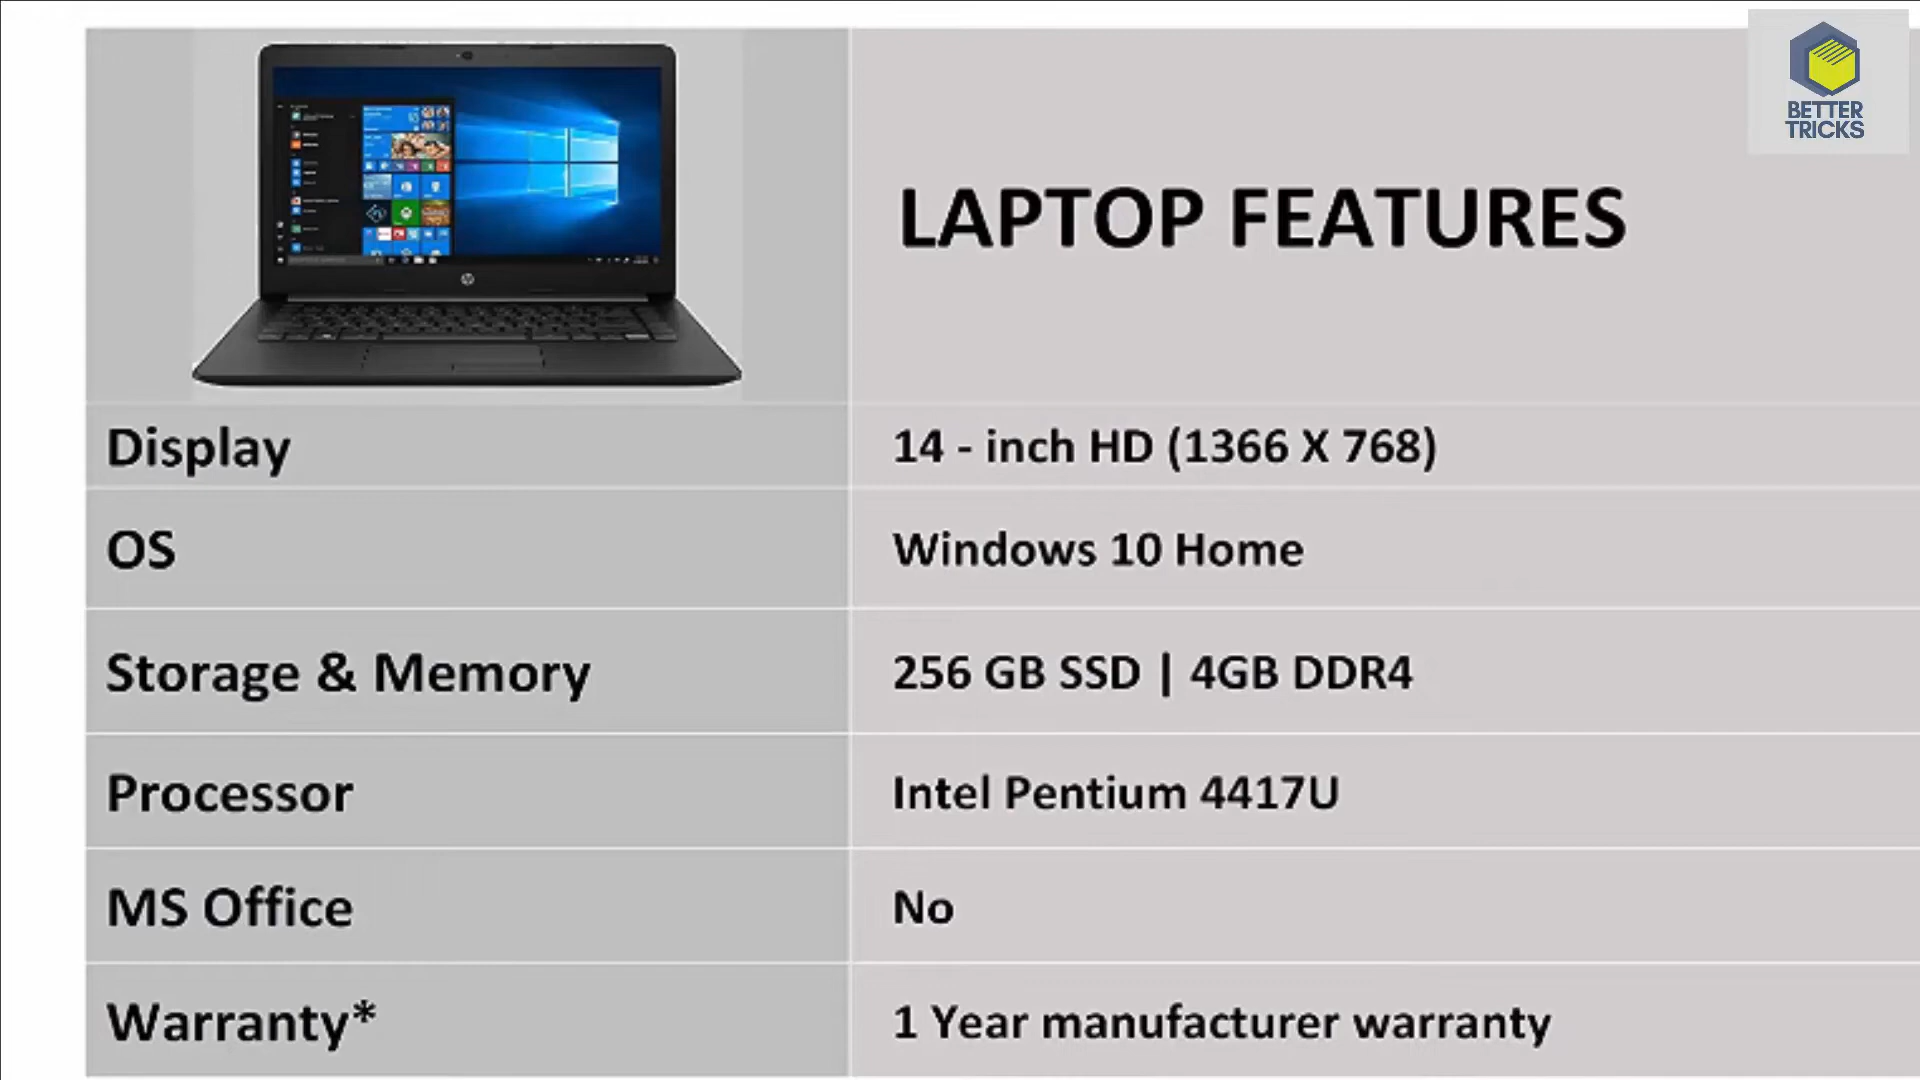 BETTER
TRICKS
LAPTOP FEATURES
Display
14 - inch HD (1366 X 768)
OS
Windows 10 Home
Storage & Memory
256 GB SSD | 4GB DDR4
Processor
Intel Pentium 4417U
MS Office
No
Warranty*
1 Year manufacturer warranty